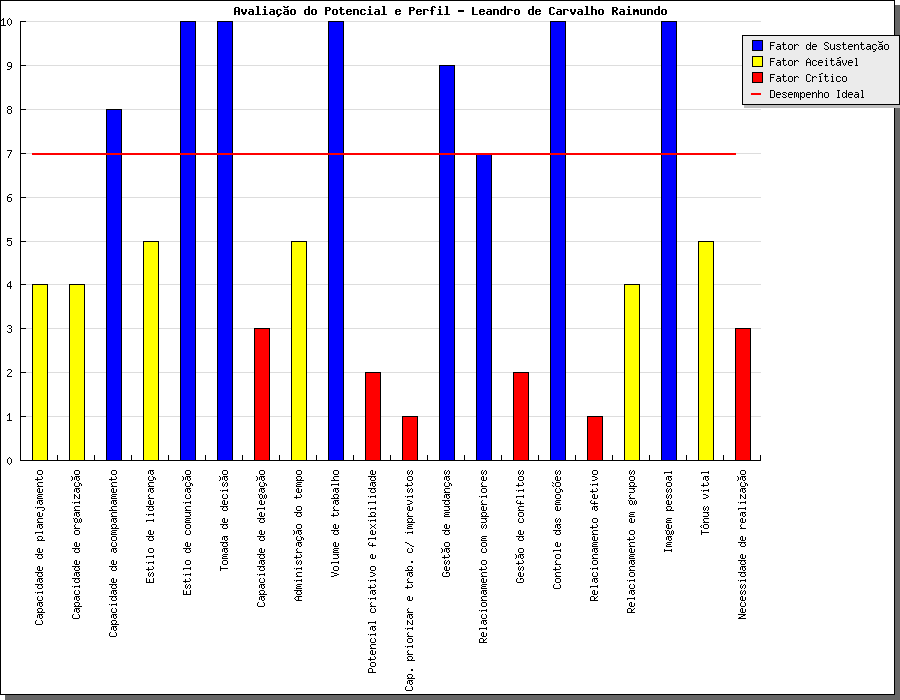 Avaliação do Potencial e Perfil - Leandro de Carvalho Raimundo
Fator de Sustentação
Fator Aceitável
Fator Crítico
Desempenho Ideal
10
9
8
7
6
5
4
3
2
1
0
Capacidade de planejamento
Capacidade de organização
Capacidade de acompanhamento
Estilo de liderança
Estilo de comunicação
Tomada de decisão
Capacidade de delegação
Administração do tempo
Volume de trabalho
Potencial criativo e flexibilidade
Cap. priorizar e trab. c/ imprevistos
Gestão de mudanças
Relacionamento com superiores
Gestão de conflitos
Controle das emoções
Relacionamento afetivo
Relacionamento em grupos
Imagem pessoal
Tônus vital
Necessidade de realização